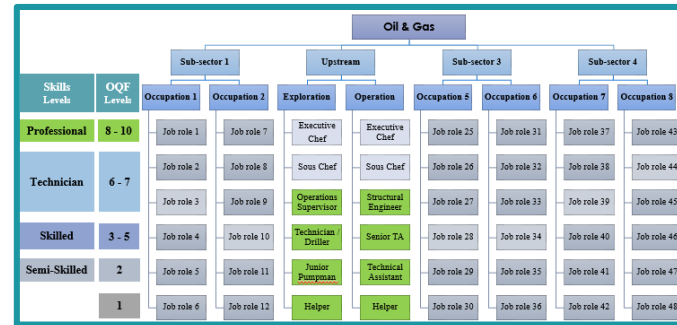 Oil & Gas
Sub-sector 1 Upstream Sub-sector 3 Sub-sector 4
Skills
Levels
OQF
Levels
Occupation 1 Occupation 2 Exploration Operation Occupation 5 Occupation 6 Occupation 7 Occupation 8
Professional 8 - 10 Job role 1 Job role 7 Executive
Chef
Executive
Chef
Job role 25 Job role 31 Job role 37 Job role 43
Technician 6 - 7
Job role 2 Job role 8 Sous Chef Sous Chef Job role 26 Job role 32 Job role 38 Job role 44
Job role 3 Job role 9 Operations
Supervisor
Structural
Engineer
Job role 27 Job role 33 Job role 39 Job role 45
Skilled 3 - 5 Job role 4 Job role 10 Technician /
Driller
Senior TA Job role 28 Job role 34 Job role 40 Job role 46
Semi-Skilled 2 Job role 5 Job role 11 Junior
Pumpman
Technical
Assistant
Job role 29 Job role 35 Job role 41 Job role 47
1 Job role 6 Job role 12 Helper Helper Job role 30 Job role 36 Job role 42 Job role 48